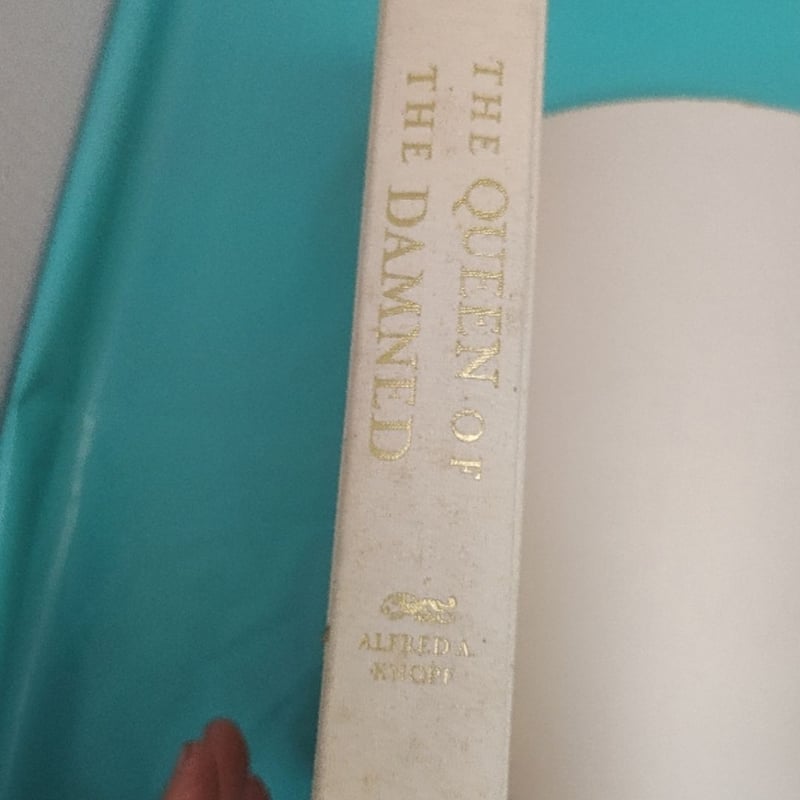 THE QUEEN OF
THE DAMNED
ALFRED A.
KNOPF